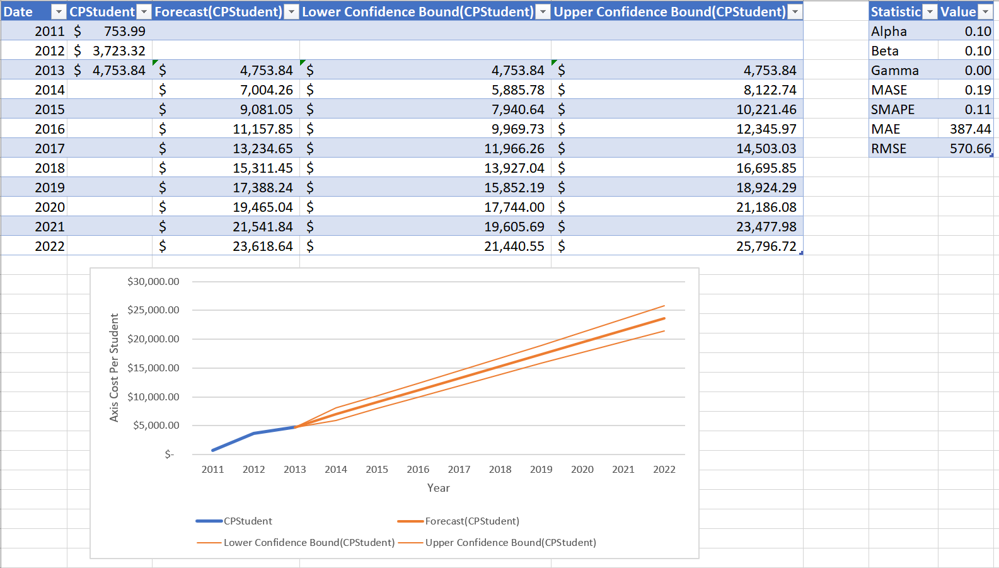 Date CPStudent Forecast(CPStudent) Lower Confidence Bound(CPStudent) Upper Confidence Bound(CPStudent) Statistic Value
2011 $ 753.99 Alpha 0.10
2012 $ 3,723.32 Beta 0.10
2013 $ 4,753.84 $ 4,753.84 $ 4,753.84 $ 4,753.84 Gamma 0.00
2014 $ 7,004.26 $ 5,885.78 $ 8,122.74 MASE 0.19
2015 $ 9,081.05 $ 7,940.64 $ 10,221.46 SMAPE 0.11
2016 $ 11,157.85 $ 9,969.73 $ 12,345.97 MAE 387.44
2017 $ 13,234.65 $ 11,966.26 $ 14,503.03 RMSE 570.66
2018 $ 15,311.45 $ 13,927.04 $ 16,695.85
2019 $ 17,388.24 $ 15,852.19 $ 18,924.29
2020 $ 19,465.04 $ 17,744.00 $ 21,186.08
2021 $ 21,541.84 $ 19,605.69 $ 23,477.98
2022 $ 23,618.64 $ 21,440.55 $ 25,796.72
Axis Cost Per Student
$30,000.00
$25,000.00
$20,000.00
$15,000.00
$10,000.00
$5,000.00
$-
2011 2012 2013 2014 2015 2016 2017 2018 2019 2020 2021 2022
Year
CPStudent Forecast(CPStudent)
Lower Confidence Bound(CPStudent) Upper Confidence Bound(CPStudent)